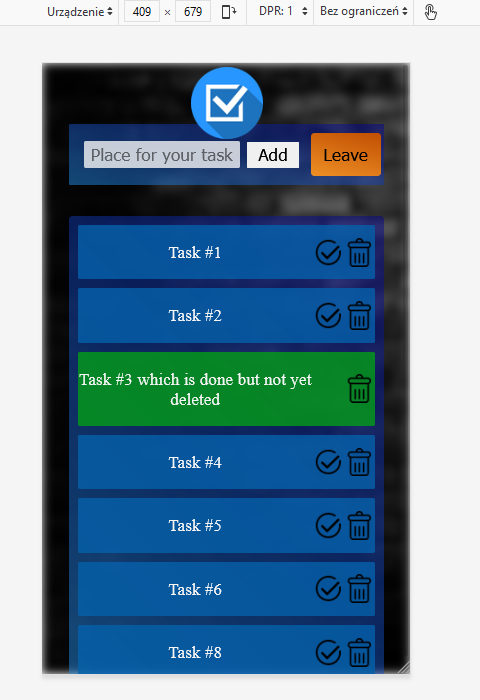 Urządzenie 409 × 679 DPR: 1 Bez ograniczeń
Place for your task Add Leave
Task #1
Task #2
Task #3 which is done but not yet
deleted
Task #4
Task #5
Task #6
Task #8